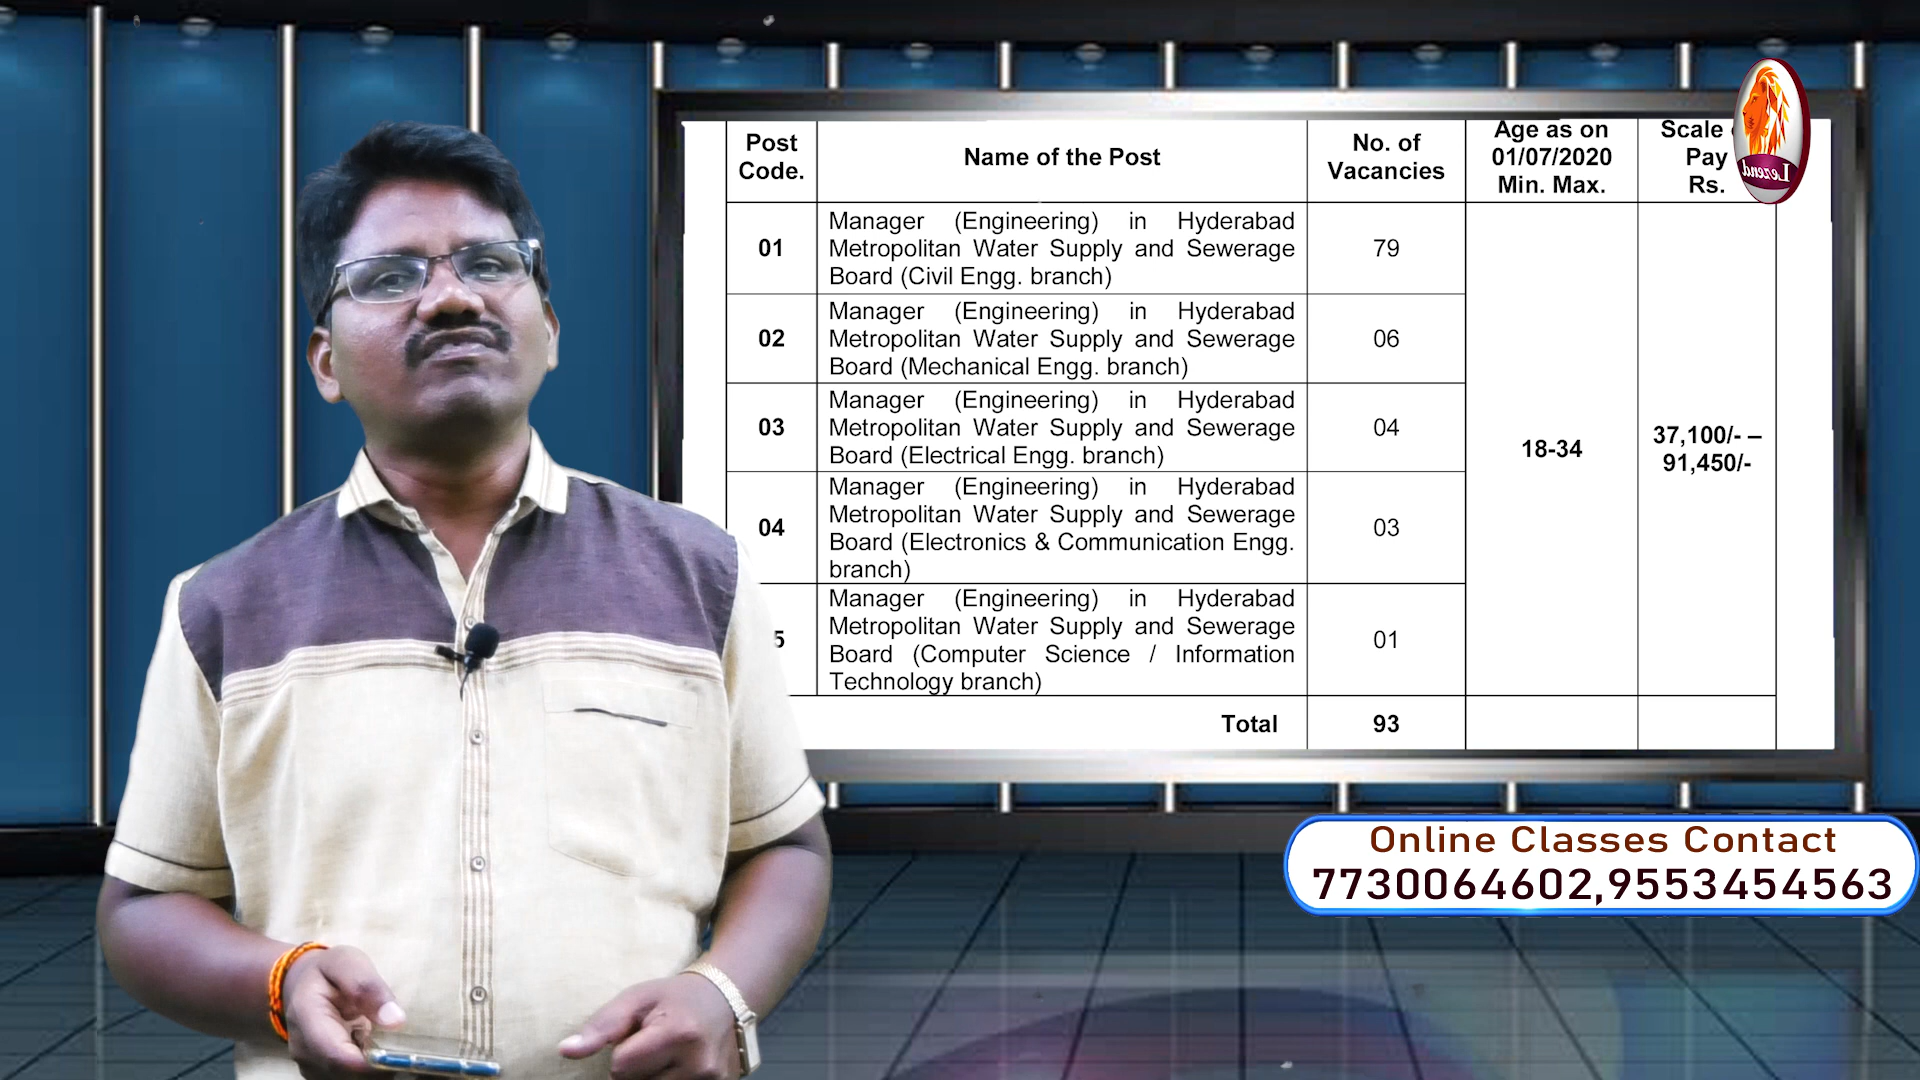 Post
Code.
Name of the Post
No. of
Vacancies
Age as on
01/07/2020
Min. Max.
Scale
Pay
Rs.
Legend
01
Manager (Engineering) in Hyderabad
Metropolitan Water Supply and Sewerage
Board (Civil Engg. branch)
79
02
Manager (Engineering) in Hyderabad
Metropolitan Water Supply and Sewerage
Board (Mechanical Engg. branch)
06
03
Manager (Engineering) in Hyderabad
Metropolitan Water Supply and Sewerage
Board (Electrical Engg. branch)
04
18-34
37,100/- –
91,450/-
04
Manager (Engineering) in Hyderabad
Metropolitan Water Supply and Sewerage
Board (Electronics & Communication Engg.
branch)
03
5
Manager (Engineering) in Hyderabad
Metropolitan Water Supply and Sewerage
Board (Computer Science / Information
Technology branch)
01
Total
93
Online Classes Contact
7730064602,9553454563